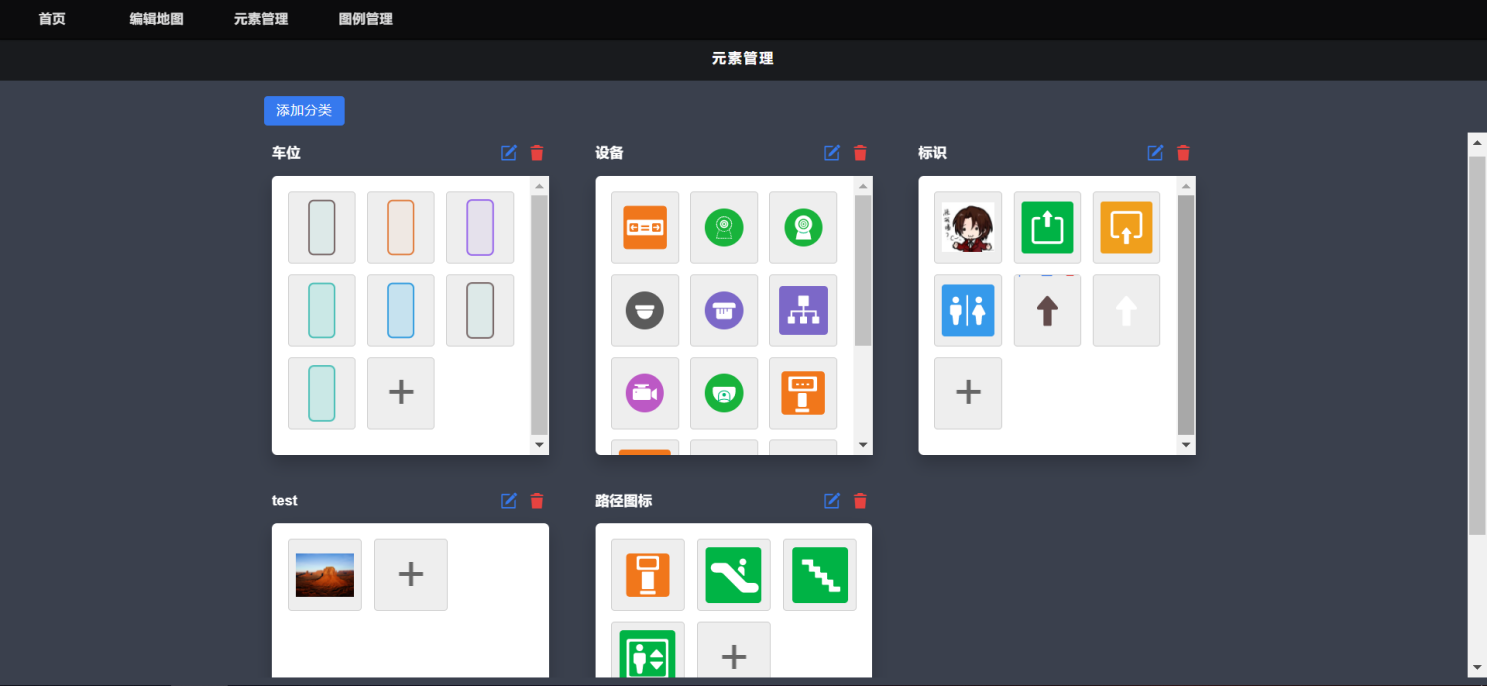 首页 编辑地图 元素管理 图例管理
元素管理
添加分类
车位 设备 标识
test 路径图标